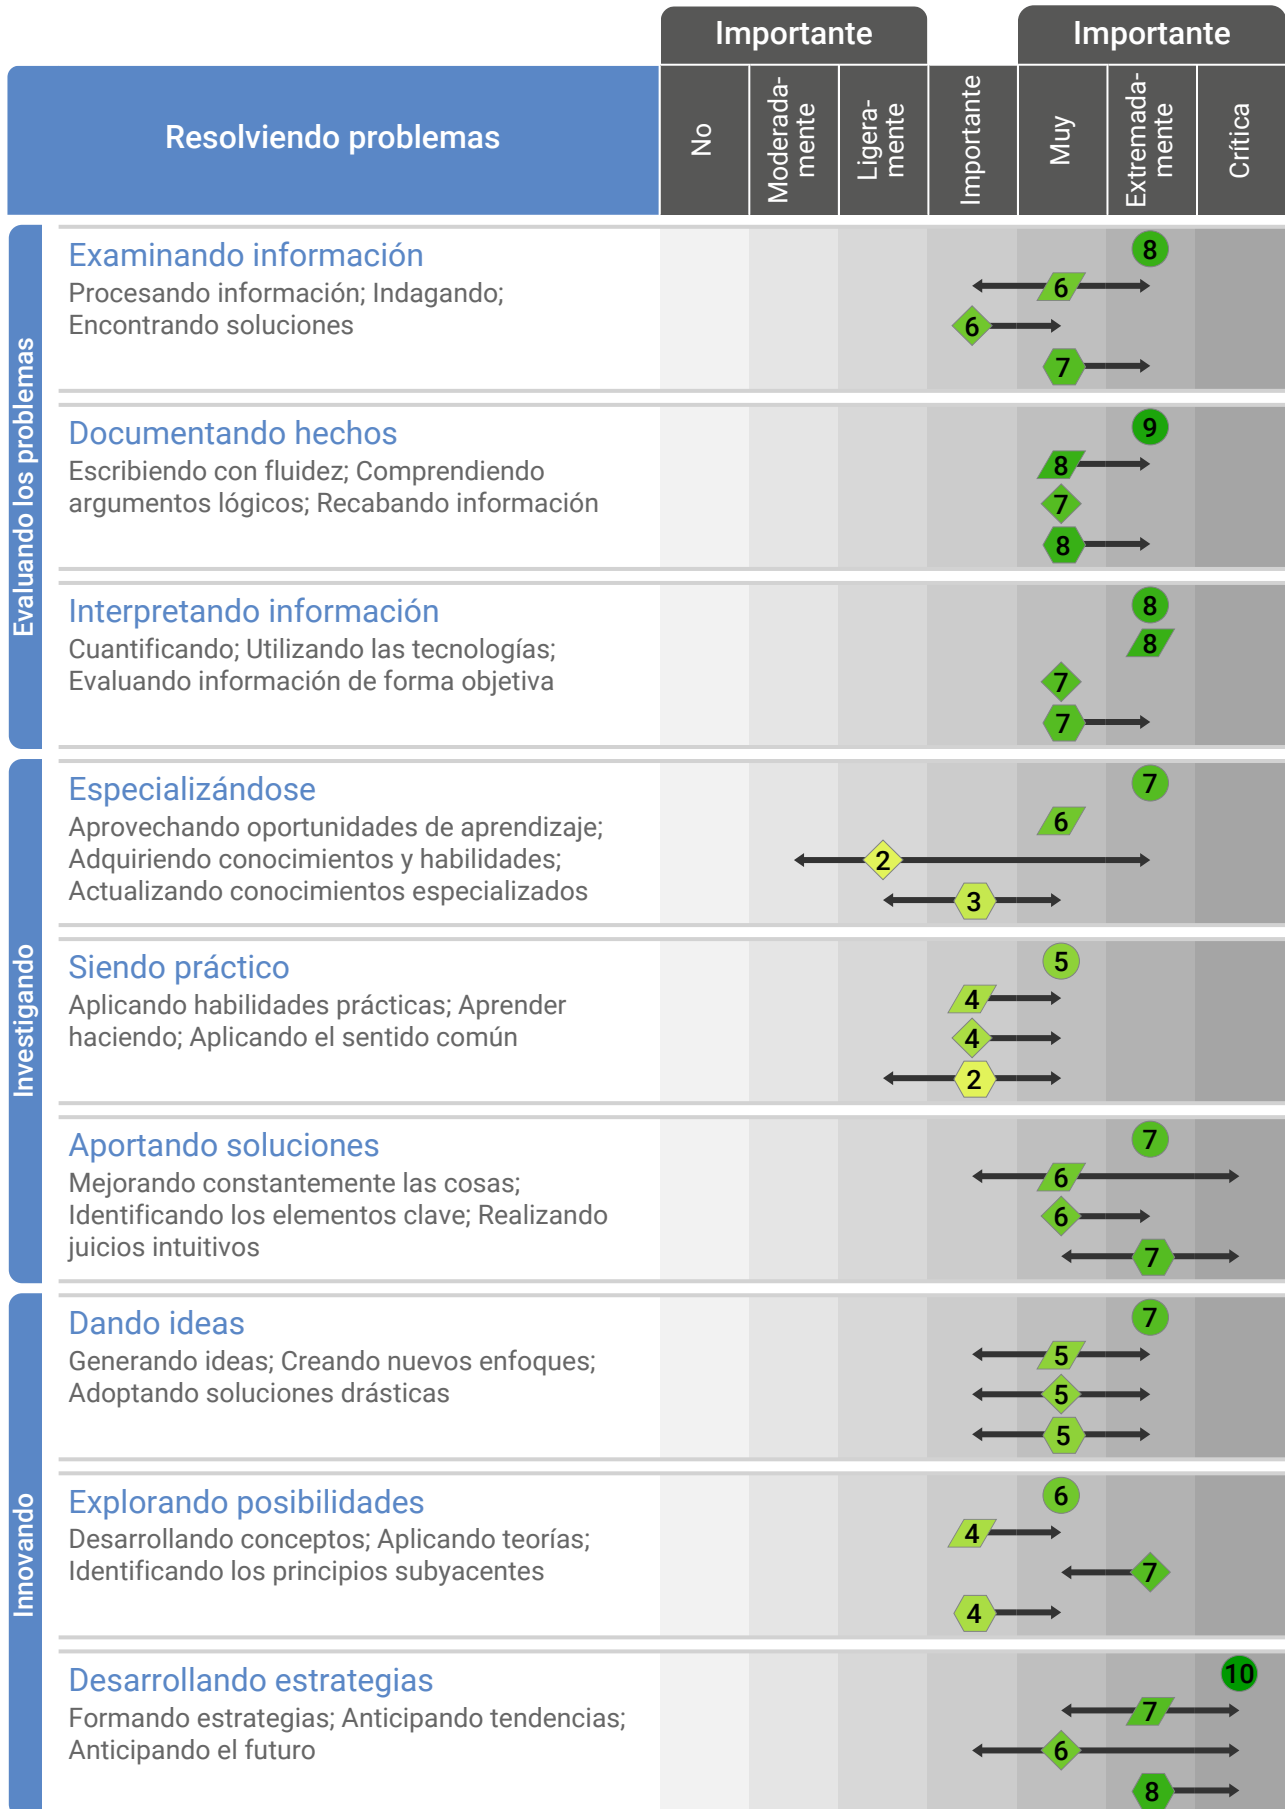 Importante
Importante
Resolviendo problemas
No
Moderada-
mente
Ligera-
mente
Importante
Muy
Extremada-
mente
Crítica
Evaluando los problemas
Examinando información
Procesando información; Indagando;
Encontrando soluciones
8
6
6
7
Documentando hechos
Escribiendo con fluidez; Comprendiendo
argumentos lógicos; Recabando información
9
8
7
8
Interpretando información
Cuantificando; Utilizando las tecnologías;
Evaluando información de forma objetiva
8
8
7
7
Investigando
Especializándose
Aprovechando oportunidades de aprendizaje;
Adquiriendo conocimientos y habilidades;
Actualizando conocimientos especializados
7
6
2
3
Siendo práctico
Aplicando habilidades prácticas; Aprender
haciendo; Aplicando el sentido común
5
4
4
2
Aportando soluciones
Mejorando constantemente las cosas;
Identificando los elementos clave; Realizando
juicios intuitivos
7
6
6
7
Innovando
Dando ideas
Generando ideas; Creando nuevos enfoques;
Adoptando soluciones drásticas
7
5
5
5
Explorando posibilidades
Desarrollando conceptos; Aplicando teorías;
Identificando los principios subyacentes
6
4
7
4
Desarrollando estrategias
Formando estrategias; Anticipando tendencias;
Anticipando el futuro
10
7
6
8